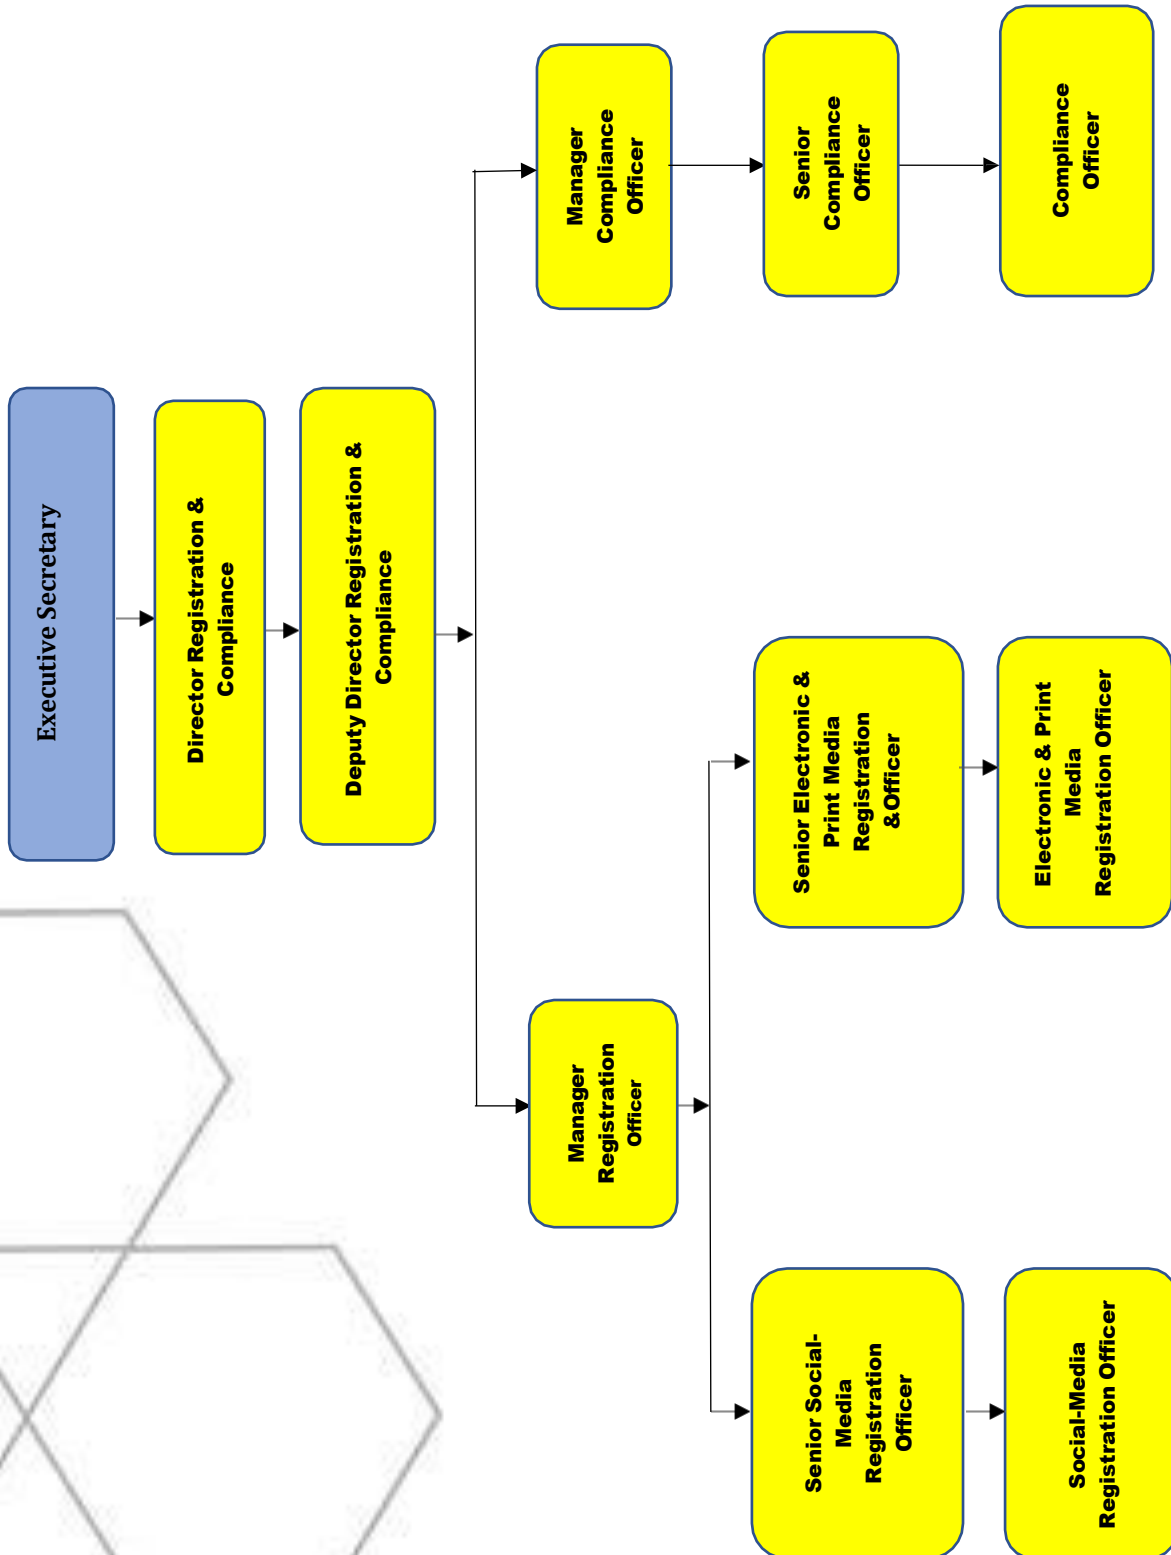 Executive Secretary
Director Registration &
Compliance
Deputy Director Registration &
Compliance
Manager
Registration
Officer
Manager
Compliance
Officer
Senior Social-
Media
Registration
Officer
Senior Electronic &
Print Media
Registration
&Officer
Senior
Compliance
Officer
Social-Media
Registration Officer
Electronic & Print
Media
Registration Officer
Compliance
Officer